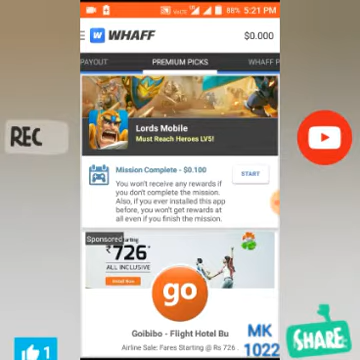 VoLTE 88% 5:21 PM
W WHAFF $0.000
PAYOUT PREMIUM PICKS WHAFF P
Lords Mobile
Must Reach Heroes LV5!
REC
Mission Complete - $0.100
START
You won't receive any rewards if
you don't complete the mission.
Also, if you ever installed this app
before, you won't get rewards at
all even if you finish the mission.
Sponsored
726
ALL INCLUSIVE
go
Goibibo - Flight Hotel Bu
Airline Sale: Fares Starting @ Rs 726
MK
1022
1
SHARE